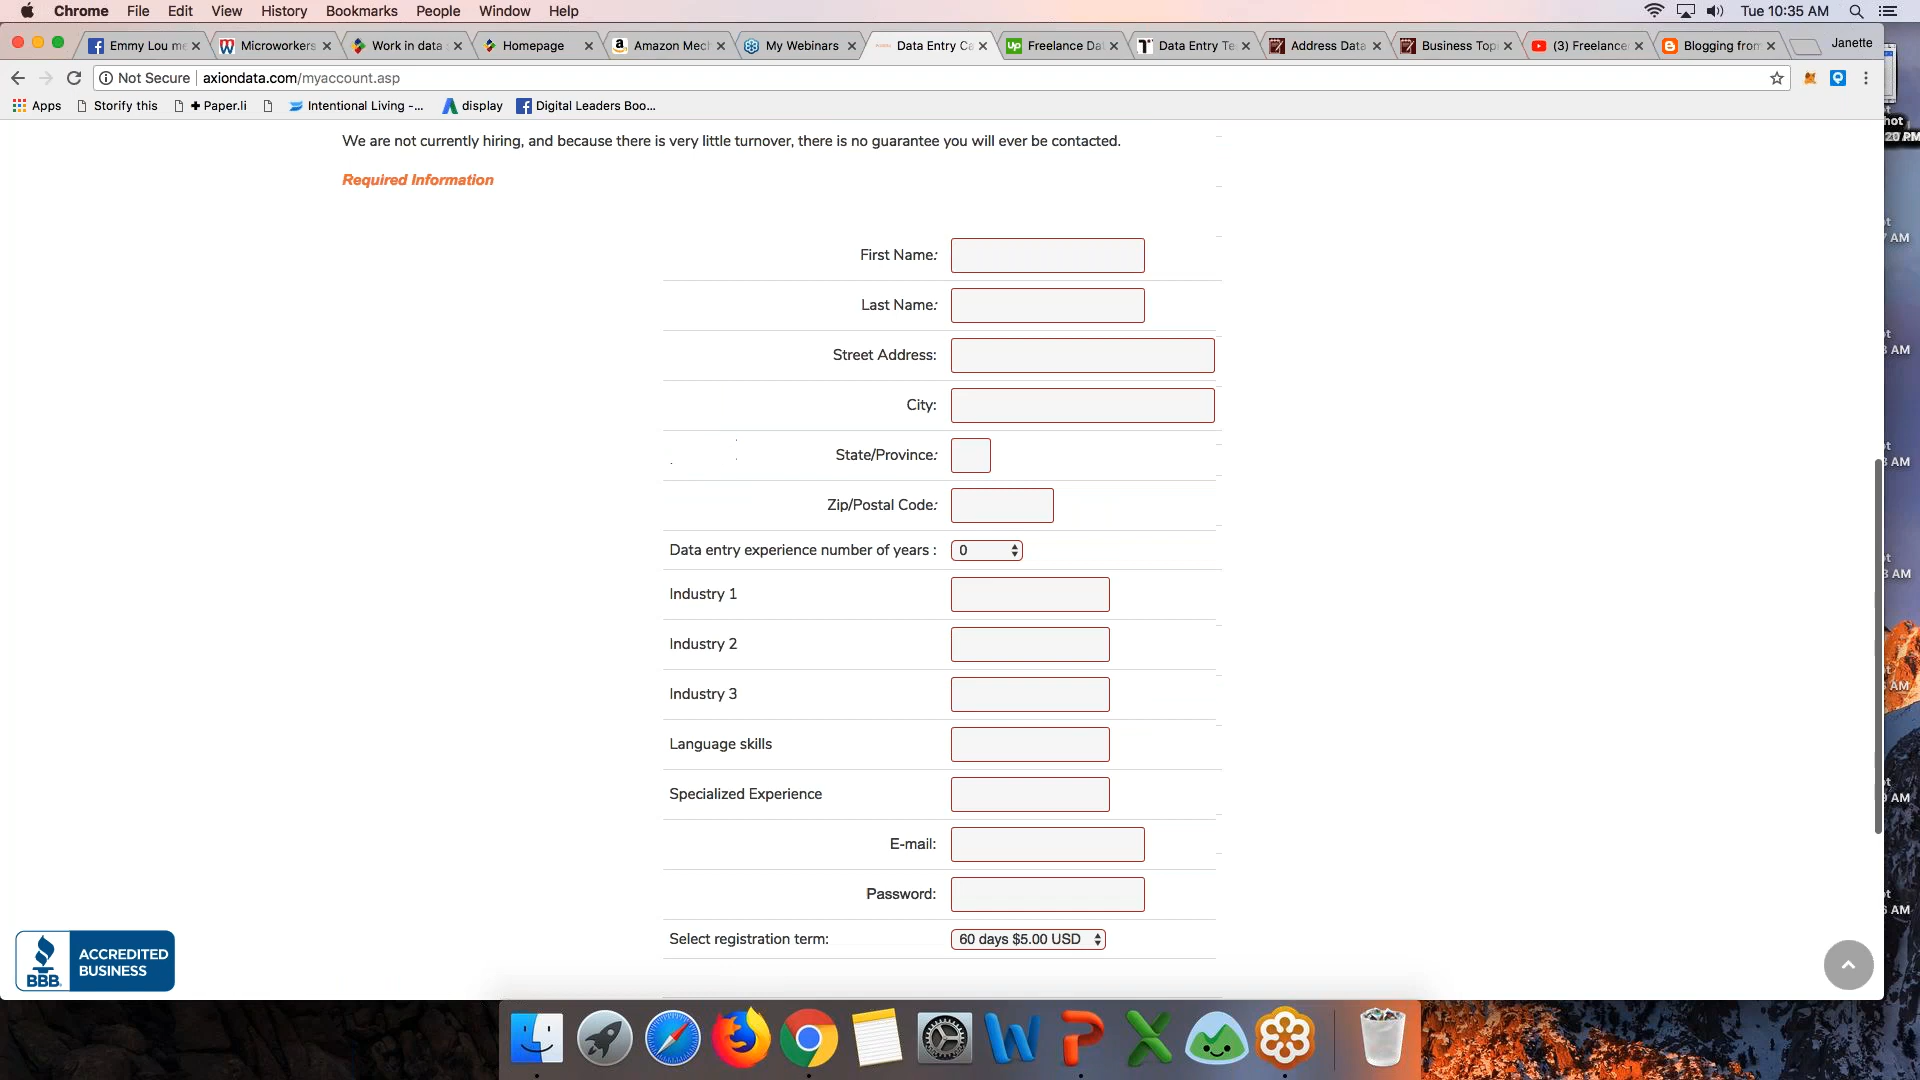 Chrome File Edit View History Bookmarks People Window Help
Tue 10:35 AM
Emmy Lou me
Microworkers
Work in data
Homepage
Amazon Mec
My Webinars
Data Entry Ca
Freelance Da
Data Entry Te
Address Data
Business Top
(3) Freelance
Blogging from
Janette
Not Secure axiondata.com/myaccount.asp
Apps Storify this + Paper.li Intentional Living -... display Digital Leaders Boo...
We are not currently hiring, and because there is very little turnover, there is no guarantee you will ever be contacted.
Required Information
First Name:
Last Name:
Street Address:
City:
State/Province:
Zip/Postal Code:
Data entry experience number of years : 0
Industry 1
Industry 2
Industry 3
Language skills
Specialized Experience
E-mail:
Password:
Select registration term: 60 days $5.00 USD
BBB.
ACCREDITED
BUSINESS